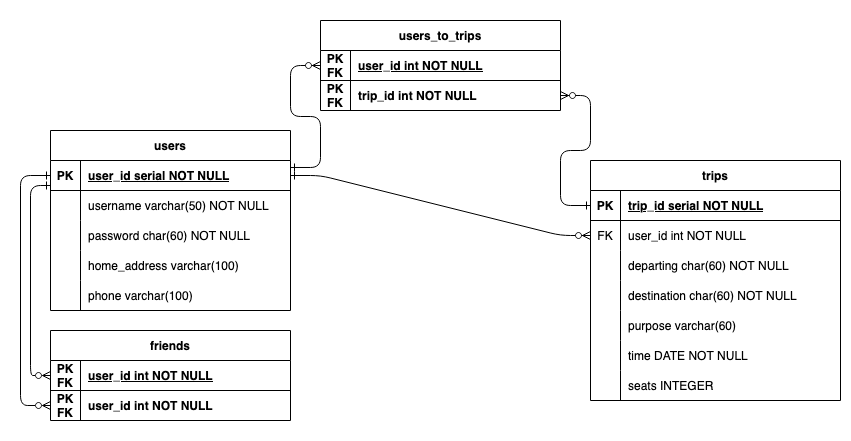 users_to_trips
PK
FK
user_id int NOT NULL
PK
FK
trip_id int NOT NULL
users
PK
user_id serial NOT NULL
username varchar(50) NOT NULL
password char(60) NOT NULL
home_address varchar(100)
phone varchar(100)
trips
PK
trip_id serial NOT NULL
FK
user_id int NOT NULL
departing char(60) NOT NULL
destination char(60) NOT NULL
purpose varchar(60)
time DATE NOT NULL
seats INTEGER
friends
PK
FK
user_id int NOT NULL
PK
FK
user_id int NOT NULL